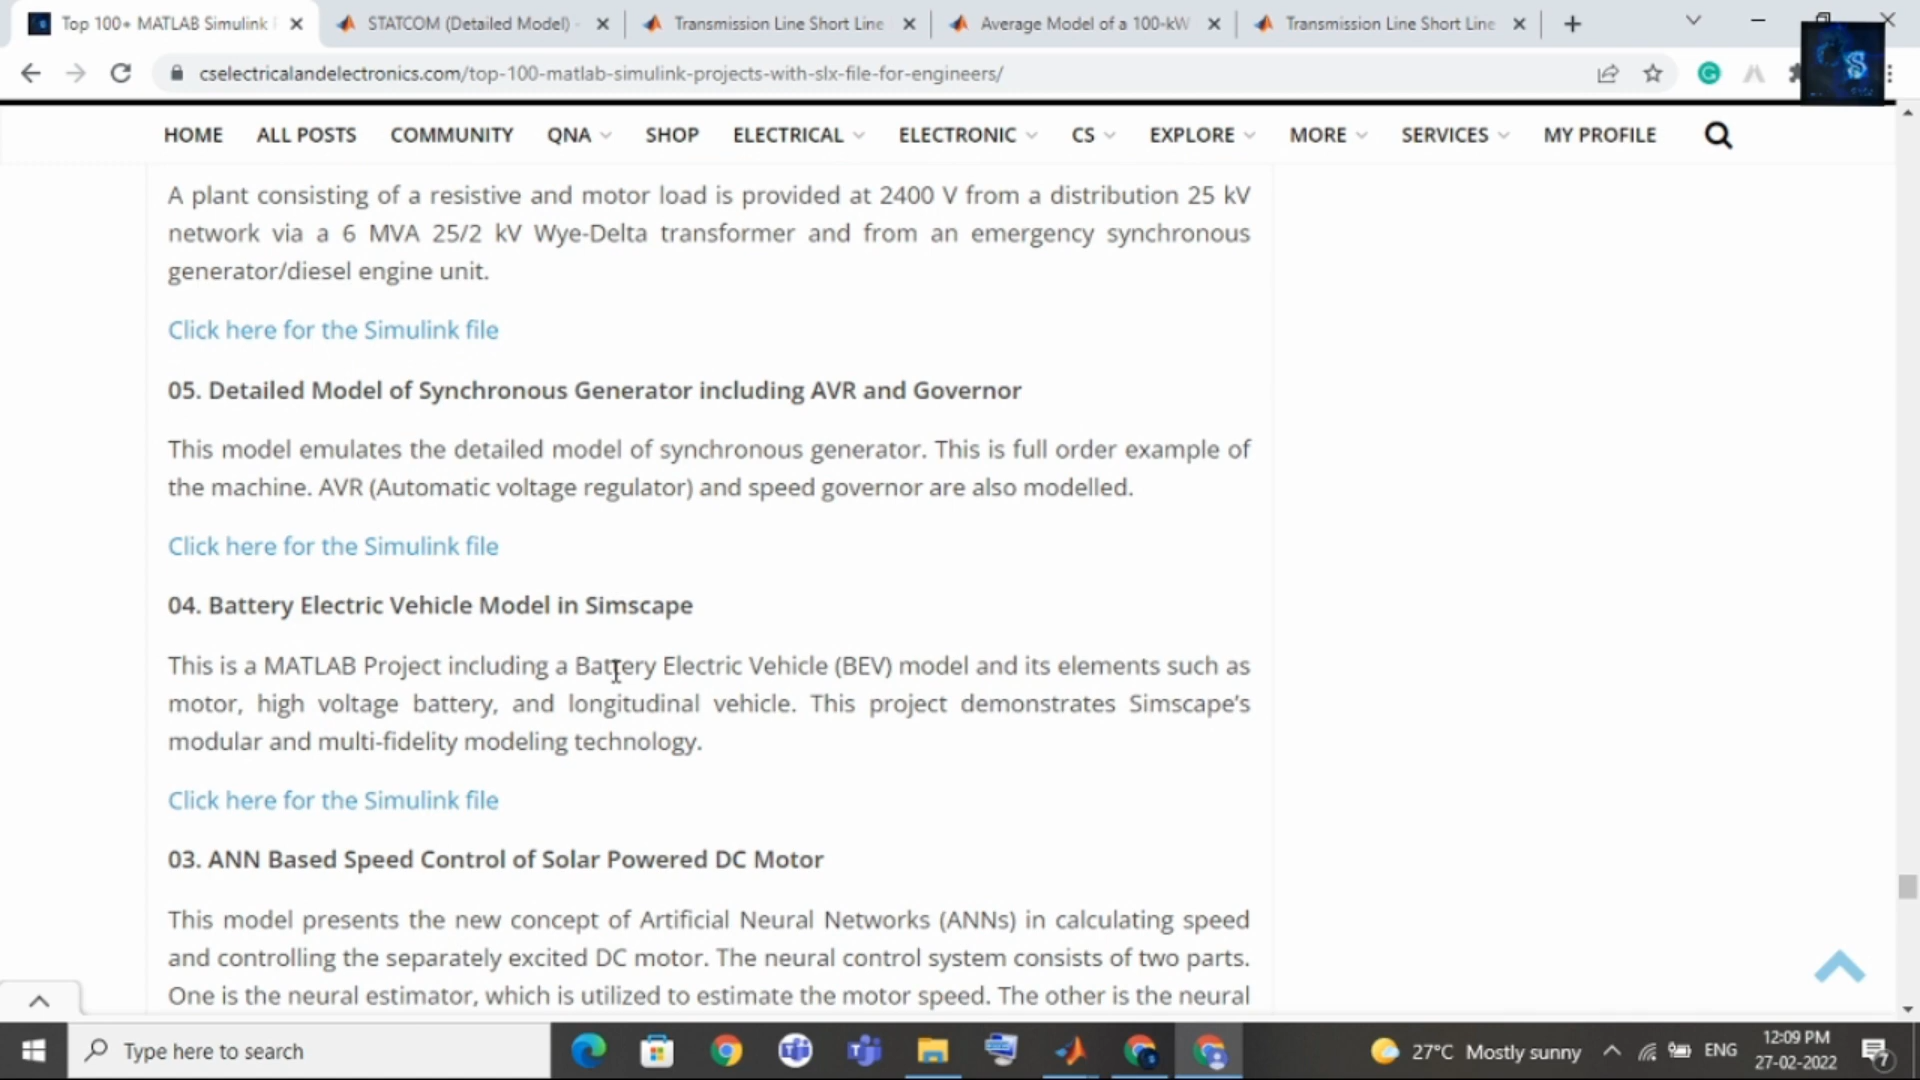 Top 100+ MATLAB Simulink
STATCOM (Detailed Model) -
Transmission Line Short Line
Average Model of a 100-kW
Transmission Line Short Line
cselectricalandelectronics.com/top-100-matlab-simulink-projects-with-slx-file-for-engineers/
HOME ALL POSTS COMMUNITY QNA SHOP ELECTRICAL ELECTRONIC CS EXPLORE MORE SERVICES MY PROFILE
A plant consisting of a resistive and motor load is provided at 2400 V from a distribution 25 kV
network via a 6 MVA 25/2 kV Wye-Delta transformer and from an emergency synchronous
generator/diesel engine unit.
Click here for the Simulink file
05. Detailed Model of Synchronous Generator including AVR and Governor
This model emulates the detailed model of synchronous generator. This is full order example of
the machine. AVR (Automatic voltage regulator) and speed governor are also modelled.
Click here for the Simulink file
04. Battery Electric Vehicle Model in Simscape
This is a MATLAB Project including a Battery Electric Vehicle (BEV) model and its elements such as
motor, high voltage battery, and longitudinal vehicle. This project demonstrates Simscape's
modular and multi-fidelity modeling technology.
Click here for the Simulink file
03. ANN Based Speed Control of Solar Powered DC Motor
This model presents the new concept of Artificial Neural Networks (ANNs) in calculating speed
and controlling the separately excited DC motor. The neural control system consists of two parts.
One is the neural estimator, which is utilized to estimate the motor speed. The other is the neural
Type here to search
27°C Mostly sunny
ENG
12:09 PM
27-02-2022
7